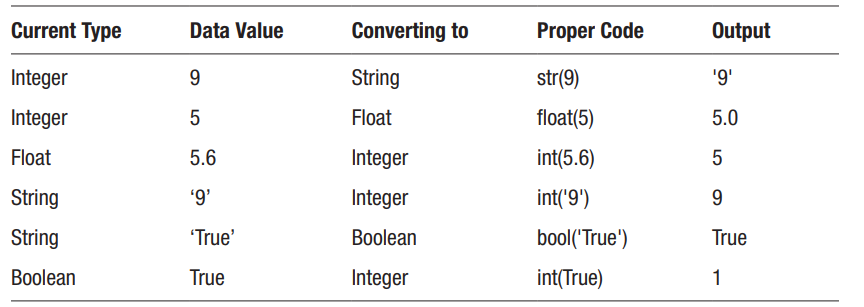 Current Type Data Value Converting to Proper Code Output
Integer 9 String str(9) '9'
Integer 5 Float float(5) 5.0
Float 5.6 Integer int(5.6) 5
String ‘9’ Integer int('9') 9
String ‘True’ Boolean bool('True') True
Boolean True Integer int(True) 1